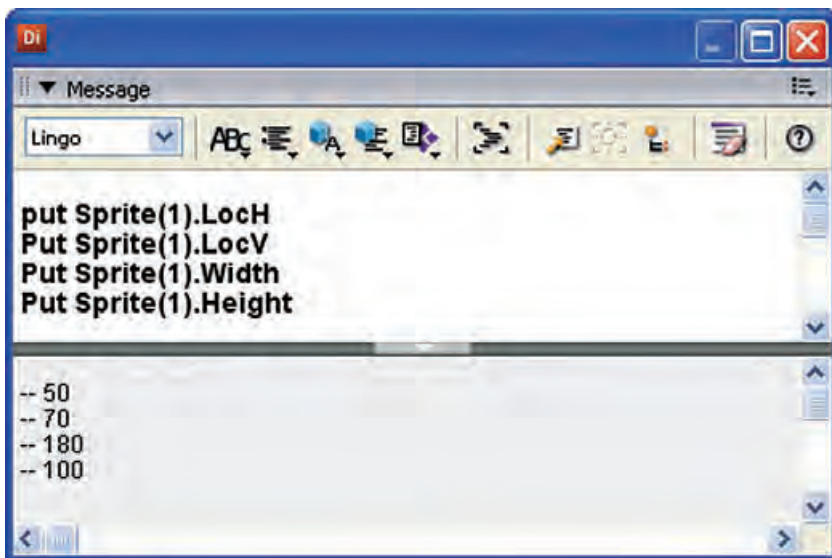 Di
Message
Lingo
put Sprite(1).LocH
Put Sprite(1).LocV
Put Sprite(1).Width
Put Sprite(1).Height
-- 50
-- 70
-- 180
-- 100